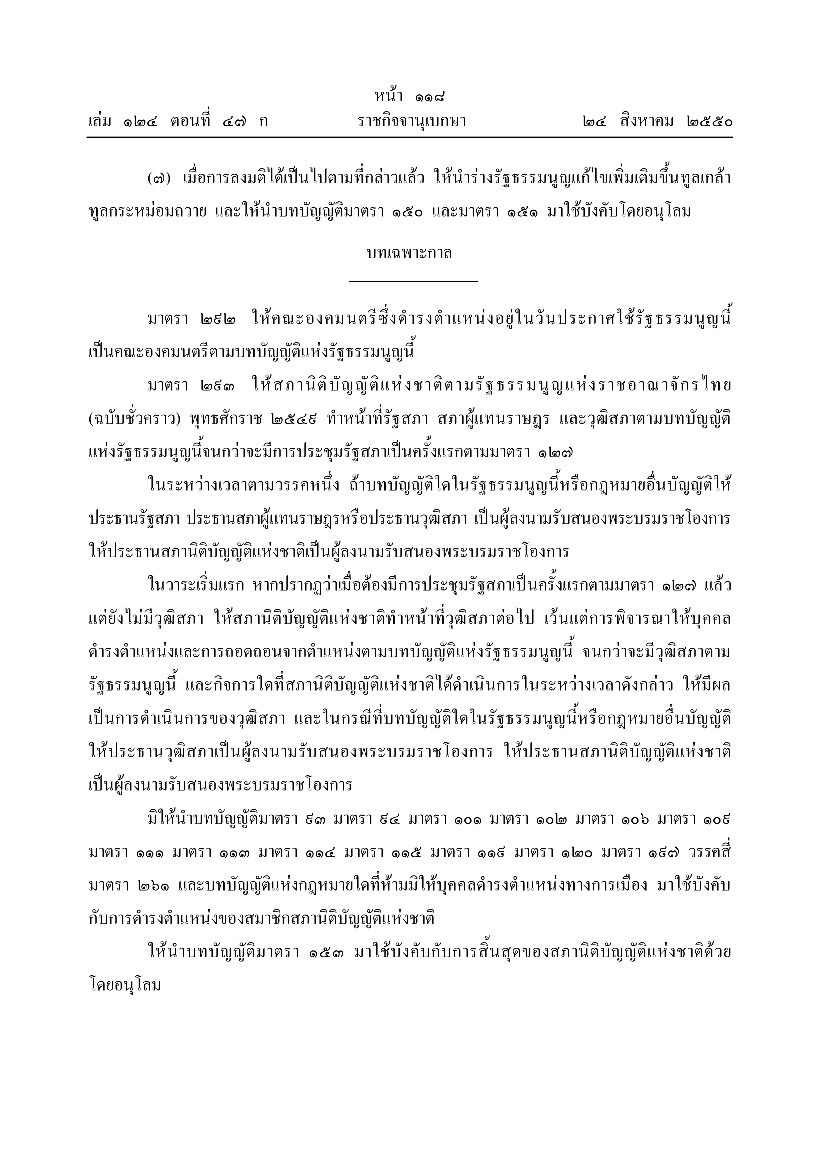 หน้า ๑๑๘
เล่ม ๑๒๔ ตอนที่ ๔๗ ก ราชกิจจานุเบกษา ๒๔ สิงหาคม ๒๕๕๐
(๗) เมื่อการลงมติได้เป็นไปตามที่กล่าวแล้ว ให้นำร่างรัฐธรรมนูญแก้ไขเพิ่มเติมขึ้นทูลเกล้า
ทูลกระหม่อมถวาย และให้นำบทบัญญัติมาตรา ๑๕๐ และมาตรา ๑๕๑ มาใช้บังคับโดยอนุโลม
บทเฉพาะกาล
มาตรา ๒๙๒ ให้คณะองคมนตรีซึ่งดำรงตำแหน่งอยู่ในวันประกาศใช้รัฐธรรมนูญนี้
เป็นคณะองคมนตรีตามบทบัญญัติแห่งรัฐธรรมนูญนี้
มาตรา ๒๙๓ ให้สภานิติบัญญัติแห่งชาติตามรัฐธรรมนูญแห่งราชอาณาจักรไทย
(ฉบับชั่วคราว) พุทธศักราช ๒๕๔๙ ทำหน้าที่รัฐสภา สภาผู้แทนราษฎร และวุฒิสภาตามบทบัญญัติ
แห่งรัฐธรรมนูญนี้จนกว่าจะมีการประชุมรัฐสภาเป็นครั้งแรกตามมาตรา ๑๒๗
ในระหว่างเวลาตามวรรคหนึ่ง ถ้าบทบัญญัติใดในรัฐธรรมนูญนี้หรือกฎหมายอื่นบัญญัติให้
ประธานรัฐสภา ประธานสภาผู้แทนราษฎรหรือประธานวุฒิสภา เป็นผู้ลงนามรับสนองพระบรมราชโองการ
ให้ประธานสภานิติบัญญัติแห่งชาติเป็นผู้ลงนามรับสนองพระบรมราชโองการ
ในวาระเริ่มแรก หากปรากฏว่าเมื่อต้องมีการประชุมรัฐสภาเป็นครั้งแรกตามมาตรา ๑๒๗ แล้ว
แต่ยังไม่มีวุฒิสภา ให้สภานิติบัญญัติแห่งชาติทำหน้าที่วุฒิสภาต่อไป เว้นแต่การพิจารณาให้บุคคล
ดำรงตำแหน่งและการถอดถอนจากตำแหน่งตามบทบัญญัติแห่งรัฐธรรมนูญนี้ จนกว่าจะมีวุฒิสภาตาม
รัฐธรรมนูญนี้ และกิจการใดที่สภานิติบัญญัติแห่งชาติได้ดำเนินการในระหว่างเวลาดังกล่าว ให้มีผล
เป็นการดำเนินการของวุฒิสภา และในกรณีที่บทบัญญัติใดในรัฐธรรมนูญนี้หรือกฎหมายอื่นบัญญัติ
ให้ประธานวุฒิสภาเป็นผู้ลงนามรับสนองพระบรมราชโองการ ให้ประธานสภานิติบัญญัติแห่งชาติ
เป็นผู้ลงนามรับสนองพระบรมราชโองการ
มิให้นำบทบัญญัติมาตรา ๙๓ มาตรา ๙๔ มาตรา ๑๐๑ มาตรา ๑๐๒ มาตรา ๑๐๖ มาตรา ๑๐๙
มาตรา ๑๑๑ มาตรา ๑๑๓ มาตรา ๑๑๔ มาตรา ๑๑๕ มาตรา ๑๑๙ มาตรา ๑๒๐ มาตรา ๑๙๗ วรรคสี่
มาตรา ๒๖๑ และบทบัญญัติแห่งกฎหมายใดที่ห้ามมิให้บุคคลดำรงตำแหน่งทางการเมือง มาใช้บังคับ
กับการดำรงตำแหน่งของสมาชิกสภานิติบัญญัติแห่งชาติ
ให้นำบทบัญญัติมาตรา ๑๕๓ มาใช้บังคับกับการสิ้นสุดของสภานิติบัญญัติแห่งชาติด้วย
โดยอนุโลม